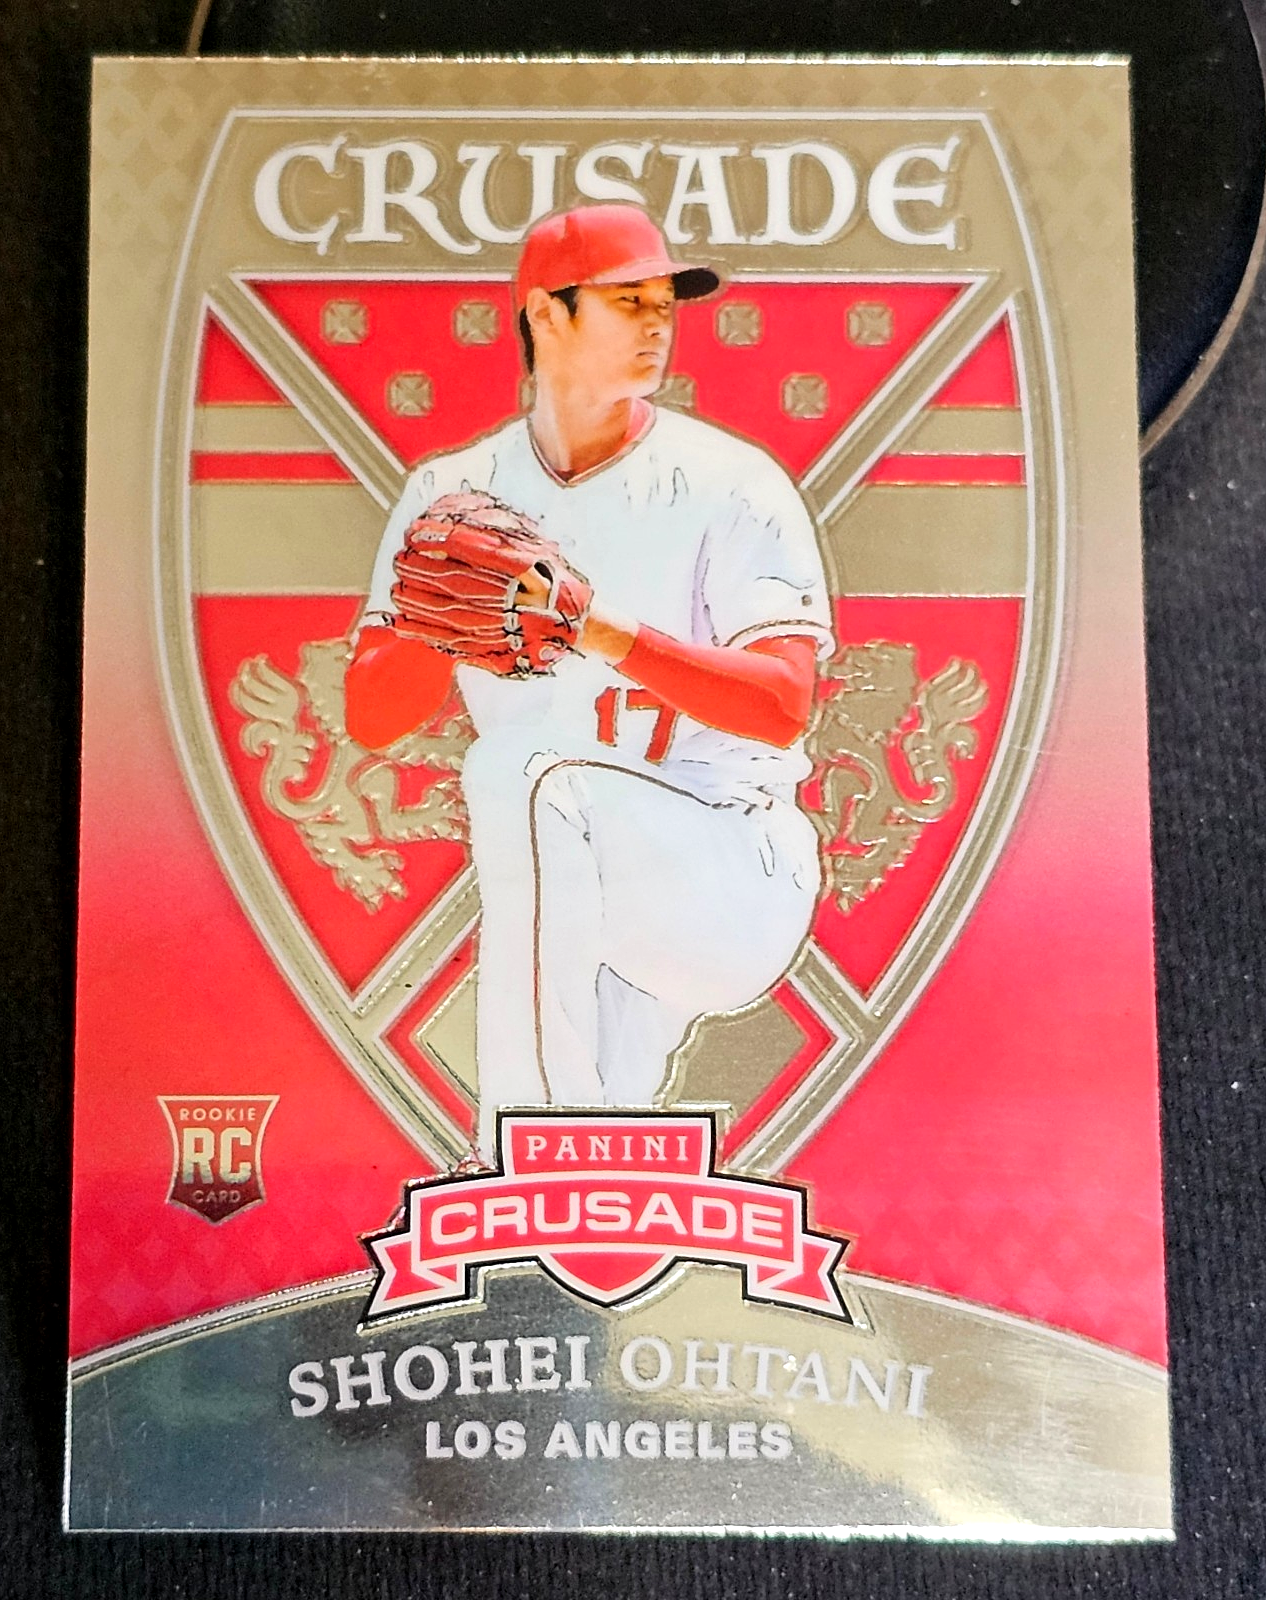 CRUSADE
17
ROOKIE
RC
CARD
PANINI
CRUSADE
SHOHEI OHTANI
LOS ANGELES